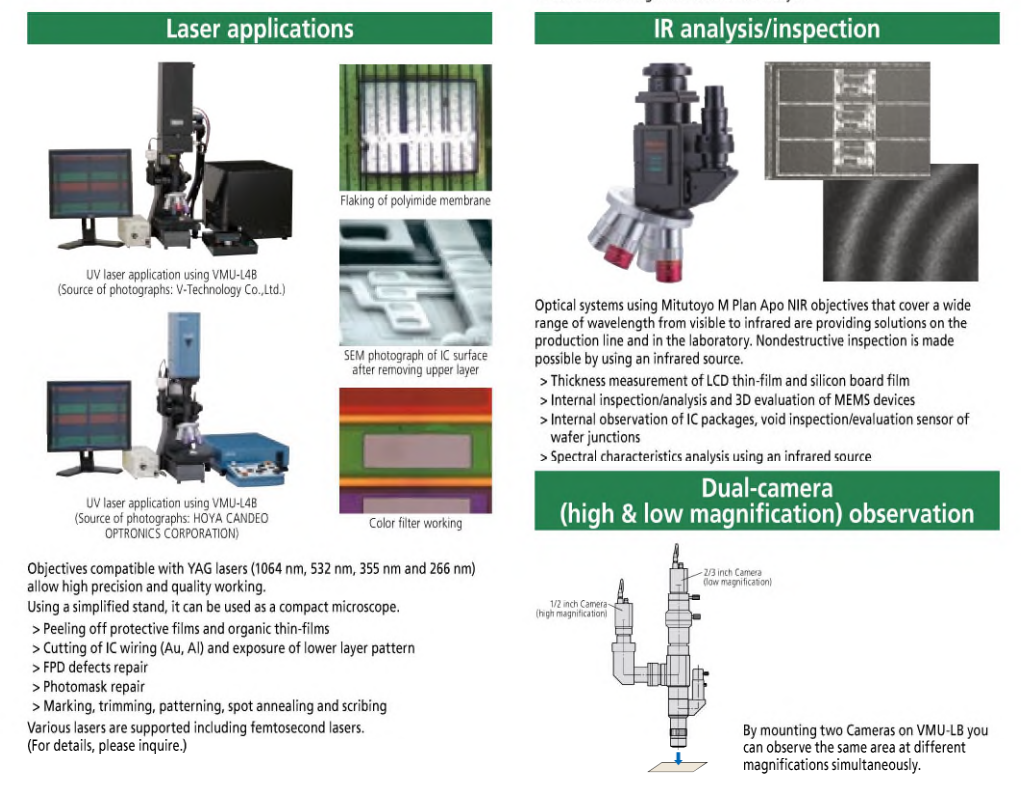 Laser applications
Flaking of polyimide membrane
UV laser application using VMU-L4B
(Source of photographs: V-Technology Co.,Ltd.)
SEM photograph of IC surface
after removing upper layer
UV laser application using VMU-L4B
(Source of photographs: HOYA CANDEO
OPTRONICS CORPORATION)
Color filter working
Objectives compatible with YAG lasers (1064 nm, 532 nm, 355 nm and 266 nm)
allow high precision and quality working.
Using a simplified stand, it can be used as a compact microscope.
> Peeling off protective films and organic thin-films
> Cutting of IC wiring (Au, Al) and exposure of lower layer pattern
> FPD defects repair
> Photomask repair
> Marking, trimming, patterning, spot annealing and scribing
Various lasers are supported including femtosecond lasers.
(For details, please inquire.)
IR analysis/inspection
Optical systems using Mitutoyo M Plan Apo NIR objectives that cover a wide
range of wavelength from visible to infrared are providing solutions on the
production line and in the laboratory. Nondestructive inspection is made
possible by using an infrared source.
> Thickness measurement of LCD thin-film and silicon board film
> Internal inspection/analysis and 3D evaluation of MEMS devices
> Internal observation of IC packages, void inspection/evaluation sensor of
wafer junctions
> Spectral characteristics analysis using an infrared source
Dual-camera
(high & low magnification) observation
2/3 inch Camera
(low magnification)
1/2 inch Camera
(high magnification)
By mounting two Cameras on VMU-LB you
can observe the same area at different
magnifications simultaneously.